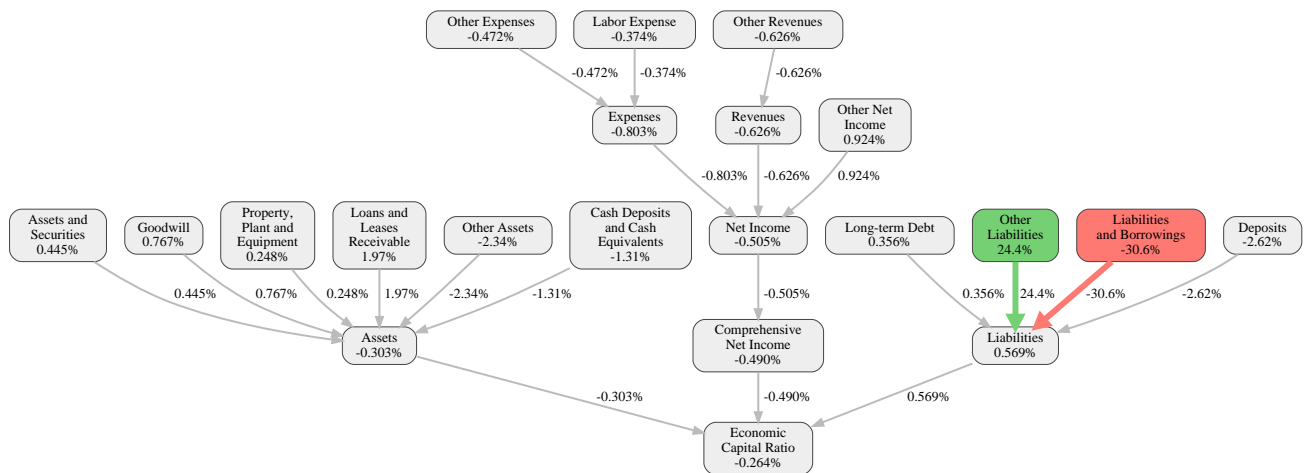 Other Expenses
-0.472%
Labor Expense
-0.374%
Other Revenues
-0.626%
-0.472%
-0.374%
-0.626%
Expenses
-0.803%
Revenues
-0.626%
Other Net
Income
0.924%
-0.803%
-0.626%
0.924%
Assets and
Securities
0.445%
Goodwill
0.767%
Property,
Plant and
Equipment
0.248%
Loans and
Leases
Receivable
1.97%
Other Assets
-2.34%
Cash Deposits
and Cash
Equivalents
-1.31%
Net Income
-0.505%
Long-term Debt
0.356%
Other
Liabilities
24.4%
Liabilities
and Borrowings
-30.6%
Deposits
-2.62%
0.445%
0.767%
0.248%
1.97%
-2.34%
-1.31%
-0.505%
0.356%
24.4%
-30.6%
-2.62%
Assets
-0.303%
Comprehensive
Net Income
-0.490%
Liabilities
0.569%
-0.303%
-0.490%
0.569%
Economic
Capital Ratio
-0.264%